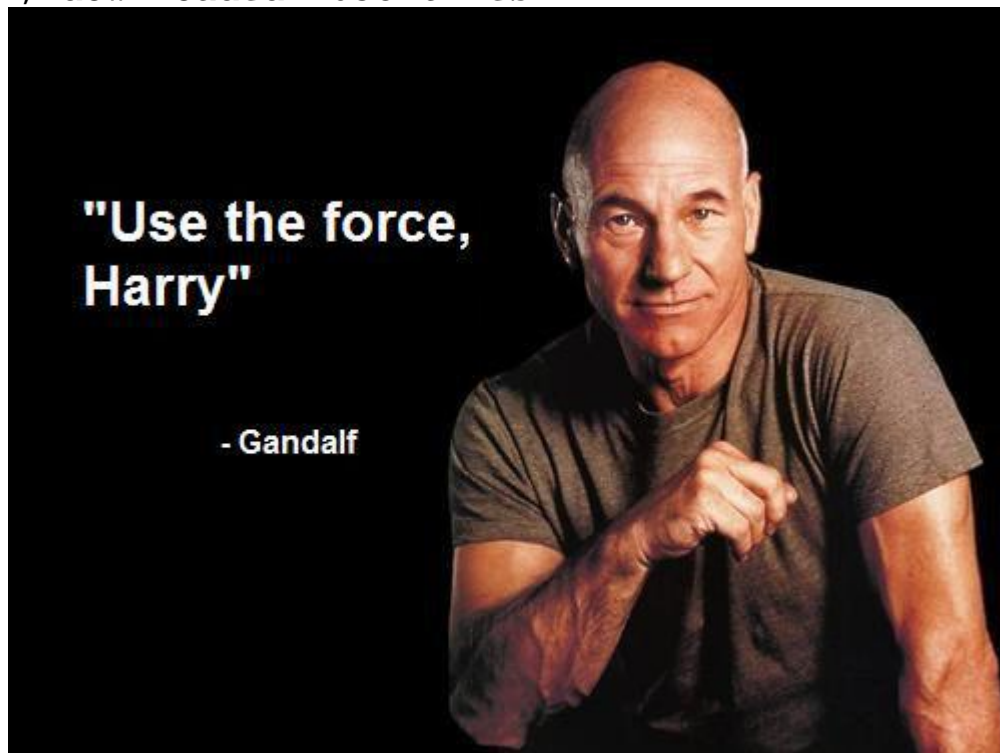 "Use the force,
Harry"
- Gandalf